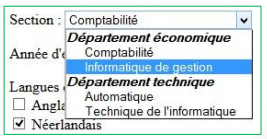 Section : Comptabilité
Département économique
Année d'e
Comptabilité
Informatique de gestion
Département technique
Langues
Automatique
Angla
Technique de l'informatique
Néerlandais